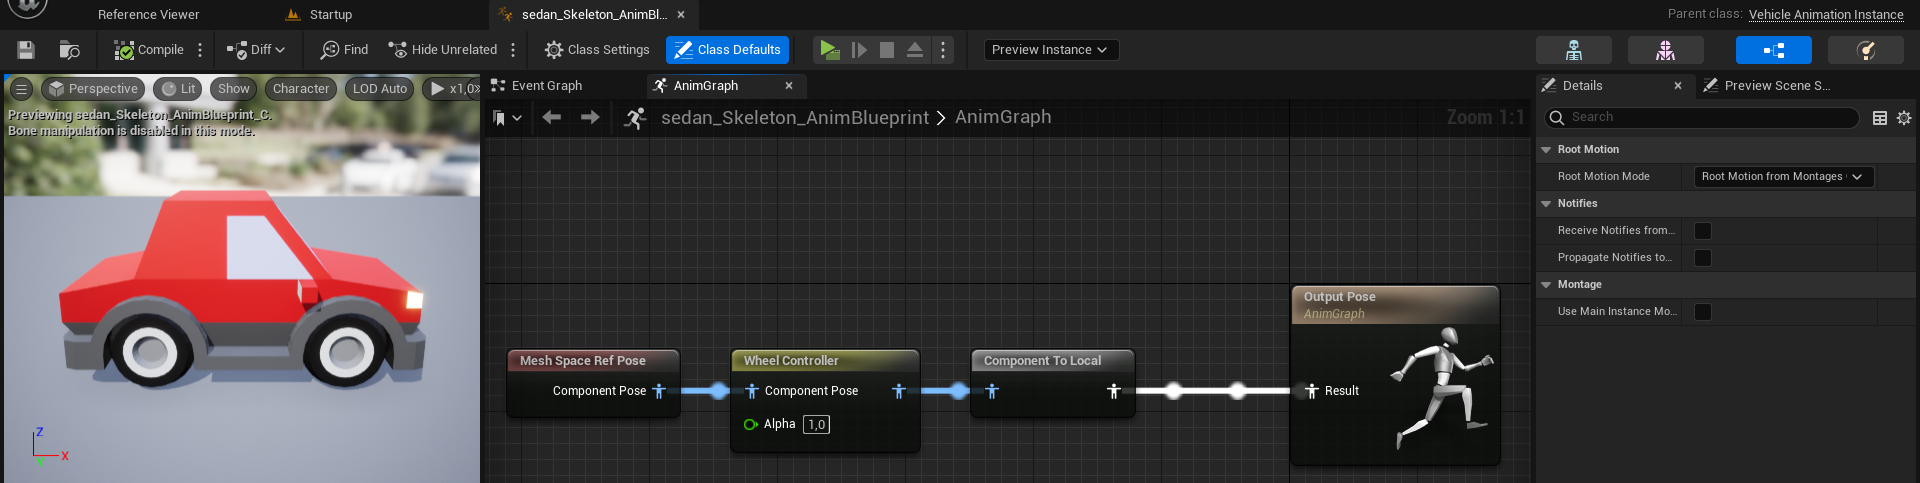 Reference Viewer
Startup
sedan_Skeleton_AnimBl...
Parent class: Vehicle Animation Instance
Compile
Diff
Find
Hide Unrelated
Class Settings
Class Defaults
Preview Instance
Perspective
Lit
Show
Character
LOD Auto
x1,0
Previewing sedan_Skeleton_AnimBlueprint_C.
Bone manipulation is disabled in this mode.
Z
X
Y
Event Graph
AnimGraph
sedan_Skeleton_AnimBlueprint > AnimGraph
Zoom 1:1
Mesh Space Ref Pose
Component Pose
Wheel Controller
Component Pose
Alpha 1,0
Component To Local
Output Pose
AnimGraph
Result
Details
Preview Scene S...
Search
Root Motion
Root Motion Mode
Root Motion from Montages
Notifies
Receive Notifies from...
Propagate Notifies to...
Montage
Use Main Instance Mo...